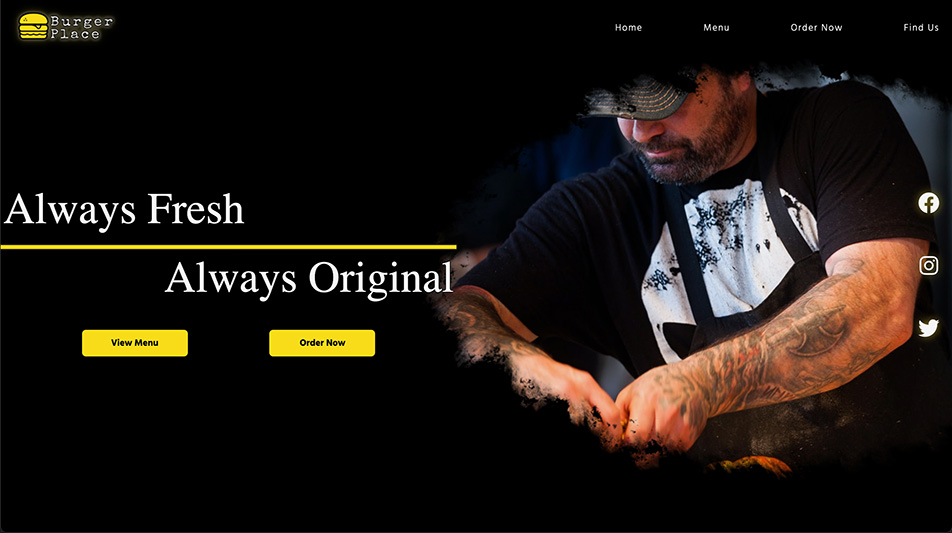 Burger
Place
Home Menu Order Now Find Us
Always Fresh
Always Original
View Menu Order Now